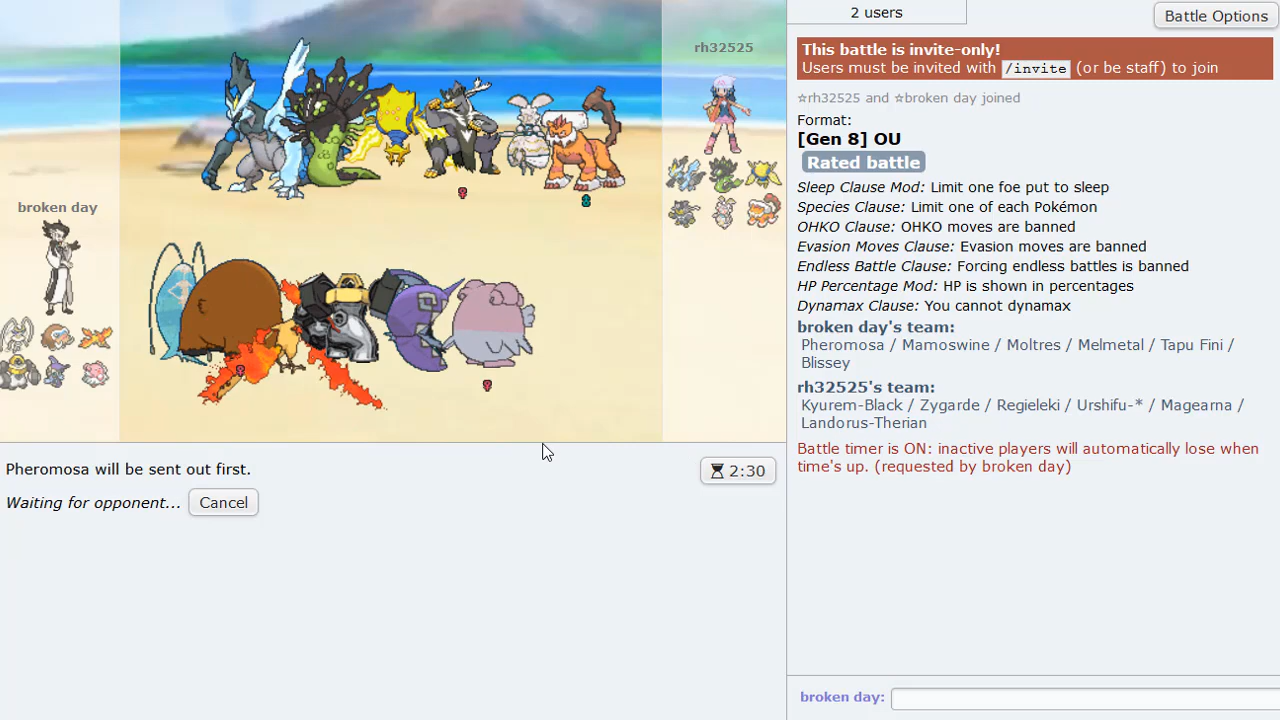 2 users
Battle Options
This battle is invite-only!
Users must be invited with /invite (or be staff) to join
☆rh32525 and ☆broken day joined
Format:
[Gen 8] OU
Rated battle
Sleep Clause Mod: Limit one foe put to sleep
Species Clause: Limit one of each Pokémon
OHKO Clause: OHKO moves are banned
Evasion Moves Clause: Evasion moves are banned
Endless Battle Clause: Forcing endless battles is banned
HP Percentage Mod: HP is shown in percentages
Dynamax Clause: You cannot dynamax
broken day's team:
Pheromosa / Mamoswine / Moltres / Melmetal / Tapu Fini /
Blissey
rh32525's team:
Kyurem-Black / Zygarde / Regieleki / Urshifu-* / Magearna /
Landorus-Therian
Battle timer is ON: inactive players will automatically lose when
time's up. (requested by broken day)
broken day:
rh32525
broken day
Pheromosa will be sent out first.
2:30
Waiting for opponent...
Cancel